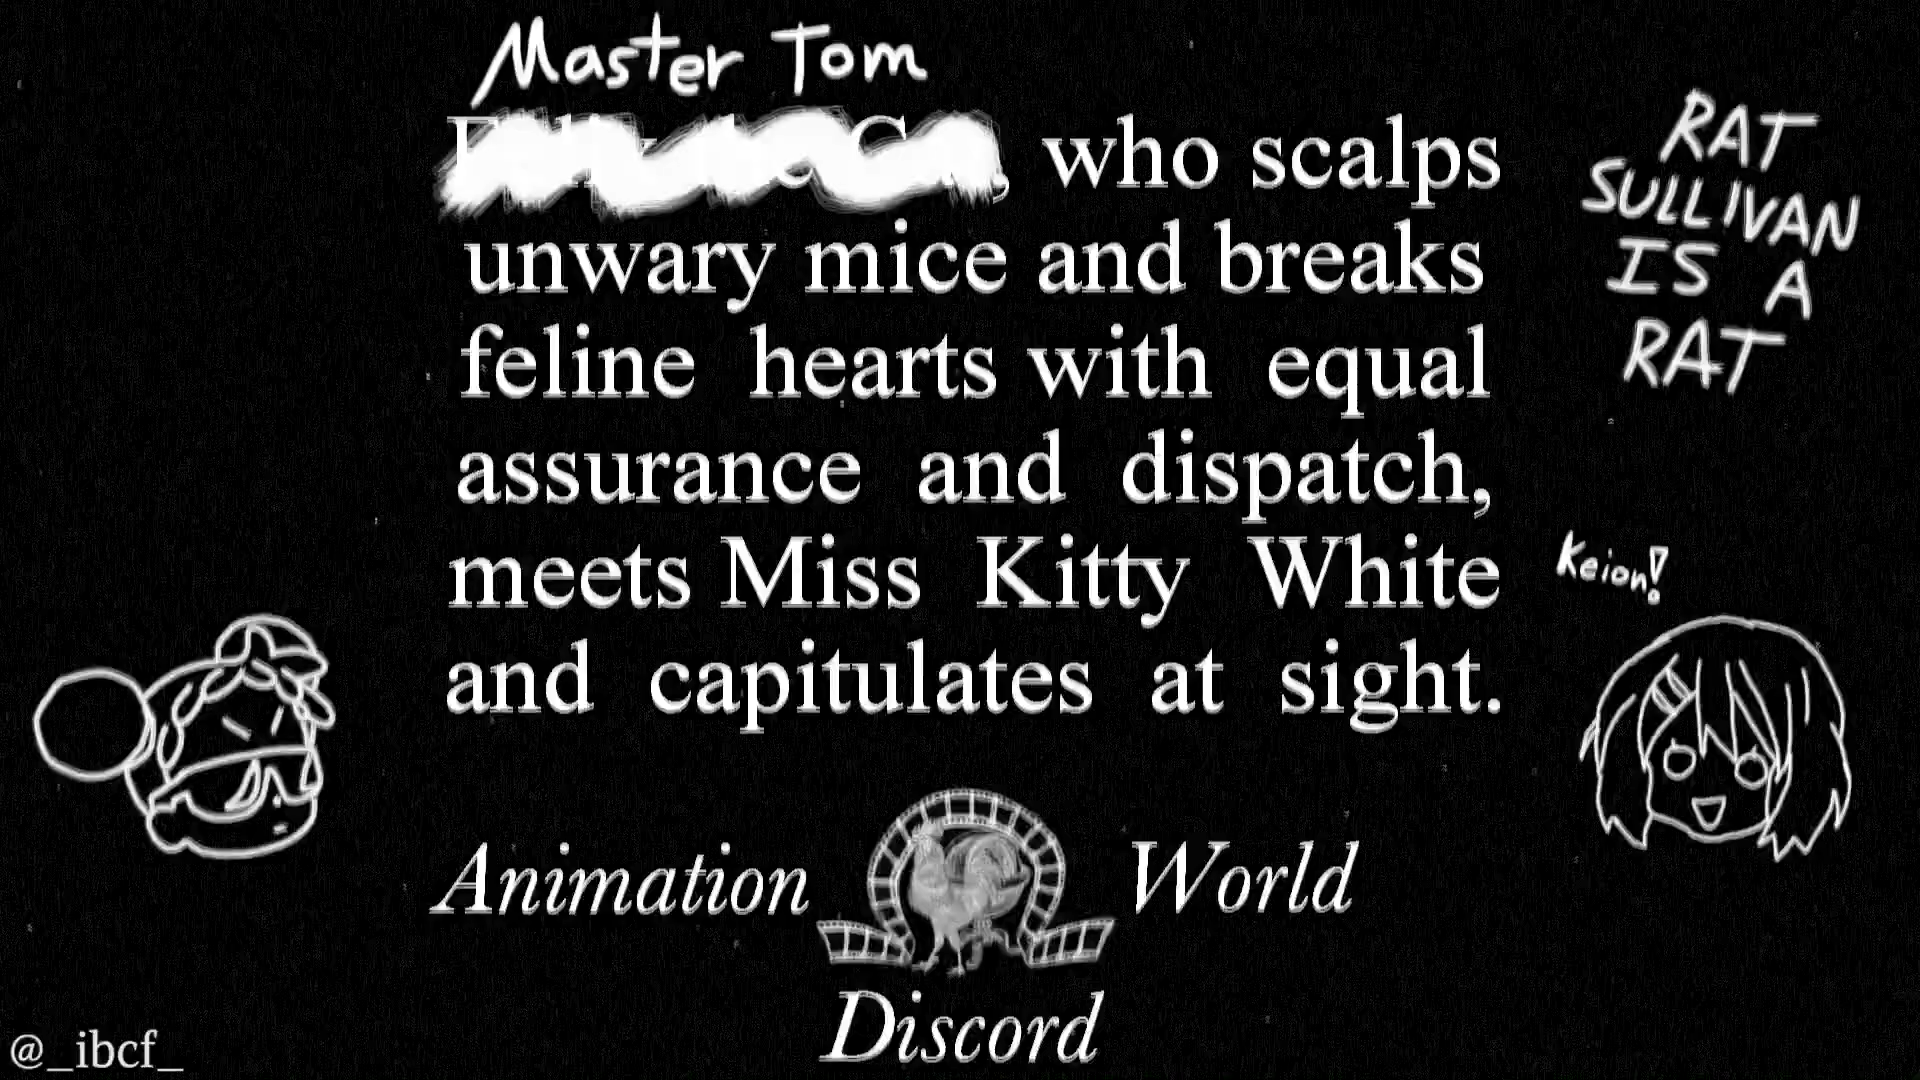 Master Tom
who scalps
unwary mice and breaks
feline hearts with equal
assurance and dispatch,
meets Miss Kitty White
and capitulates at sight.
RAT
SULLIVAN
IS A
RAT
Keion!
Animation World
Discord
@_ibcf_